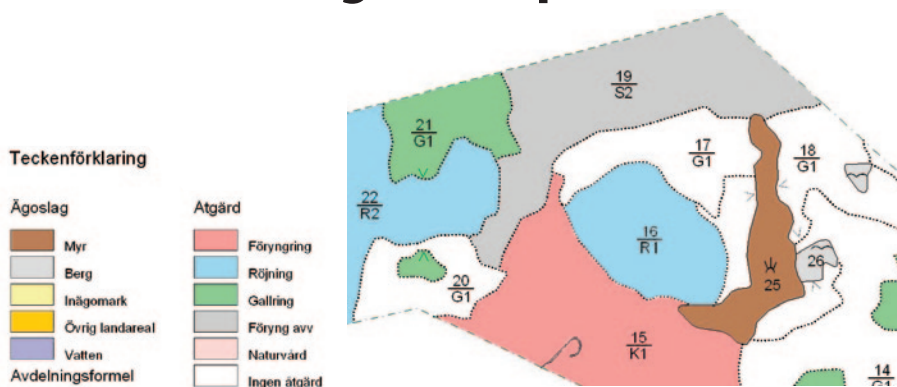 Teckenförklaring
Ägoslag
Åtgärd
Myr
Föryngring
Berg
Röjning
Inägomark
Gallring
Övrig landareal
Föryng avv
Vatten
Naturvård
Avdelningsformel
Ingen åtgärd
19
S2
21
G1
17
G1
18
G1
22
R2
16
R1
26
20
G1
25
15
K1
14
G1